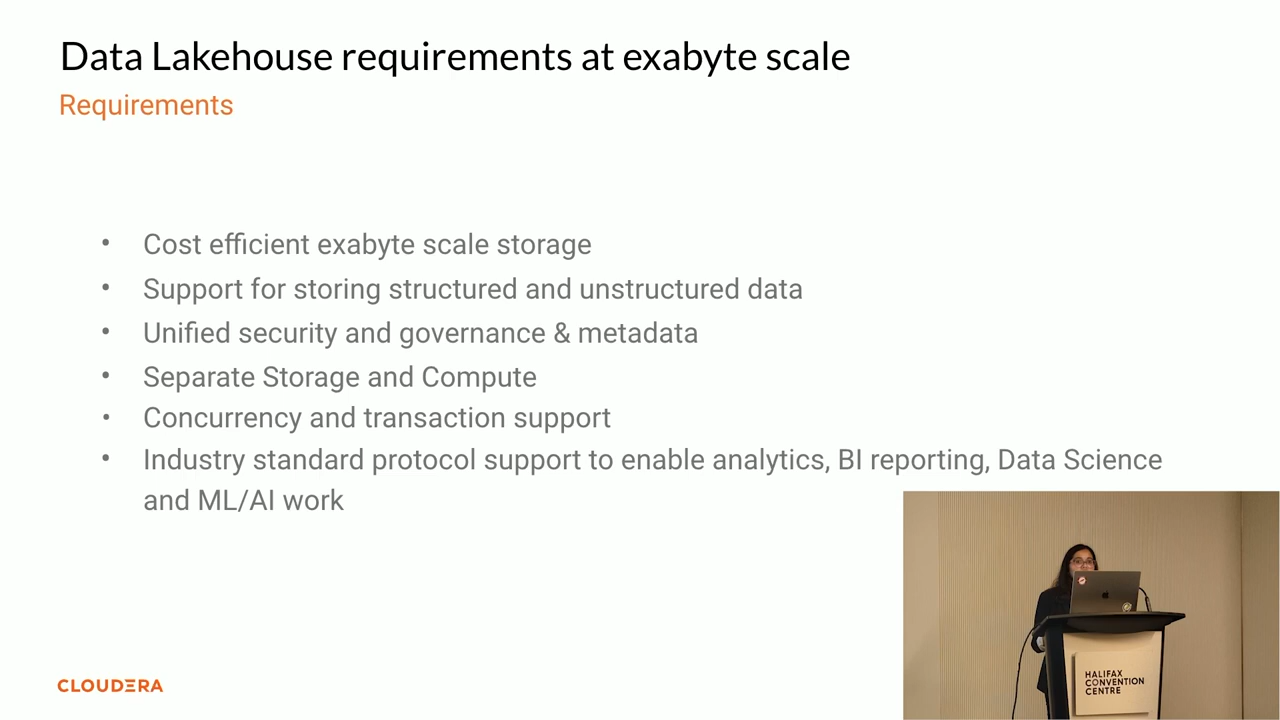 Data Lakehouse requirements at exabyte scale
Requirements
• Cost efficient exabyte scale storage
• Support for storing structured and unstructured data
• Unified security and governance & metadata
• Separate Storage and Compute
• Concurrency and transaction support
• Industry standard protocol support to enable analytics, BI reporting, Data Science
and ML/AI work
CLOUDERA
HALIFAX
CONVENTION
CENTRE